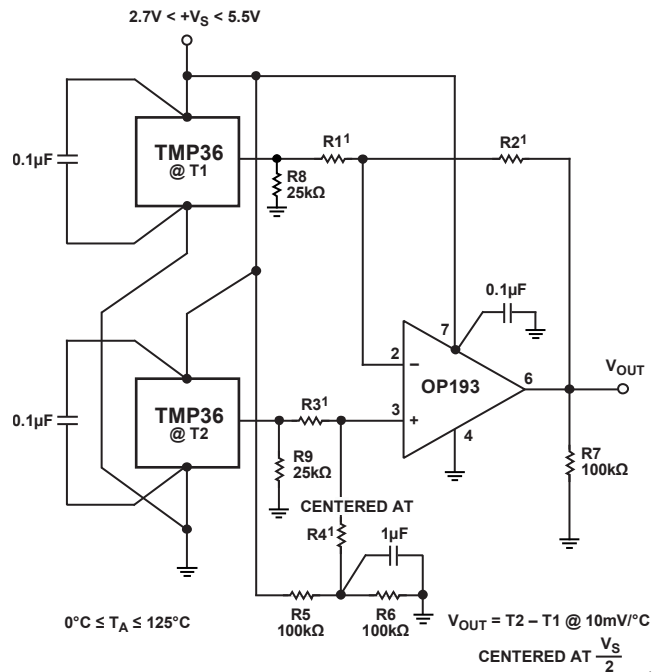 2.7V < +VS < 5.5V
0.1µF
TMP36
@ T1
R1¹
R2¹
R8
25kΩ
0.1µF
7
2
−
OP193
6
VOUT
3
+
4
0.1µF
TMP36
@ T2
R3¹
R9
25kΩ
R7
100kΩ
CENTERED AT
R4¹
1µF
R5
100kΩ
R6
100kΩ
0°C ≤ TA ≤ 125°C
VOUT = T2 – T1 @ 10mV/°C
CENTERED AT VS/2